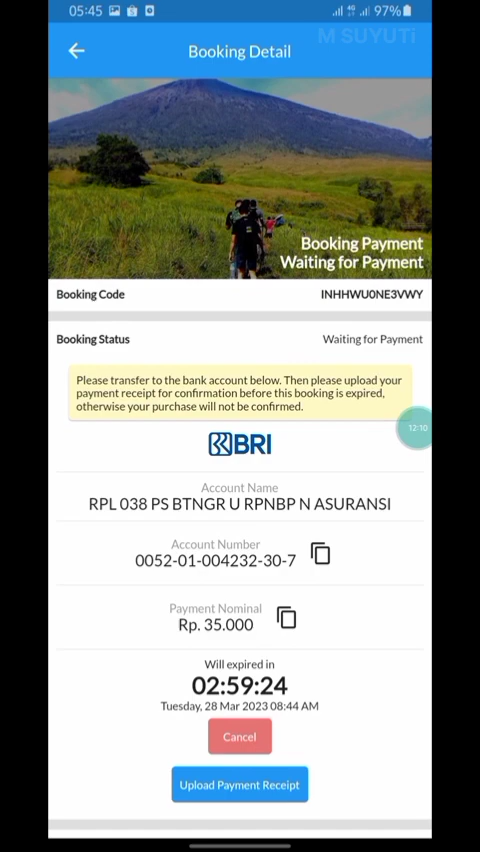 05:45
4G
97%
M SUYUTi
Booking Detail
Booking Payment
Waiting for Payment
Booking Code
INHHWU0NE3VWY
Booking Status
Waiting for Payment
Please transfer to the bank account below. Then please upload your
payment receipt for confirmation before this booking is expired,
otherwise your purchase will not be confirmed.
12:10
BRI
Account Name
RPL 038 PS BTNGR U RPNBP N ASURANSI
Account Number
0052-01-004232-30-7
Payment Nominal
Rp. 35.000
Will expired in
02:59:24
Tuesday, 28 Mar 2023 08:44 AM
Cancel
Upload Payment Receipt